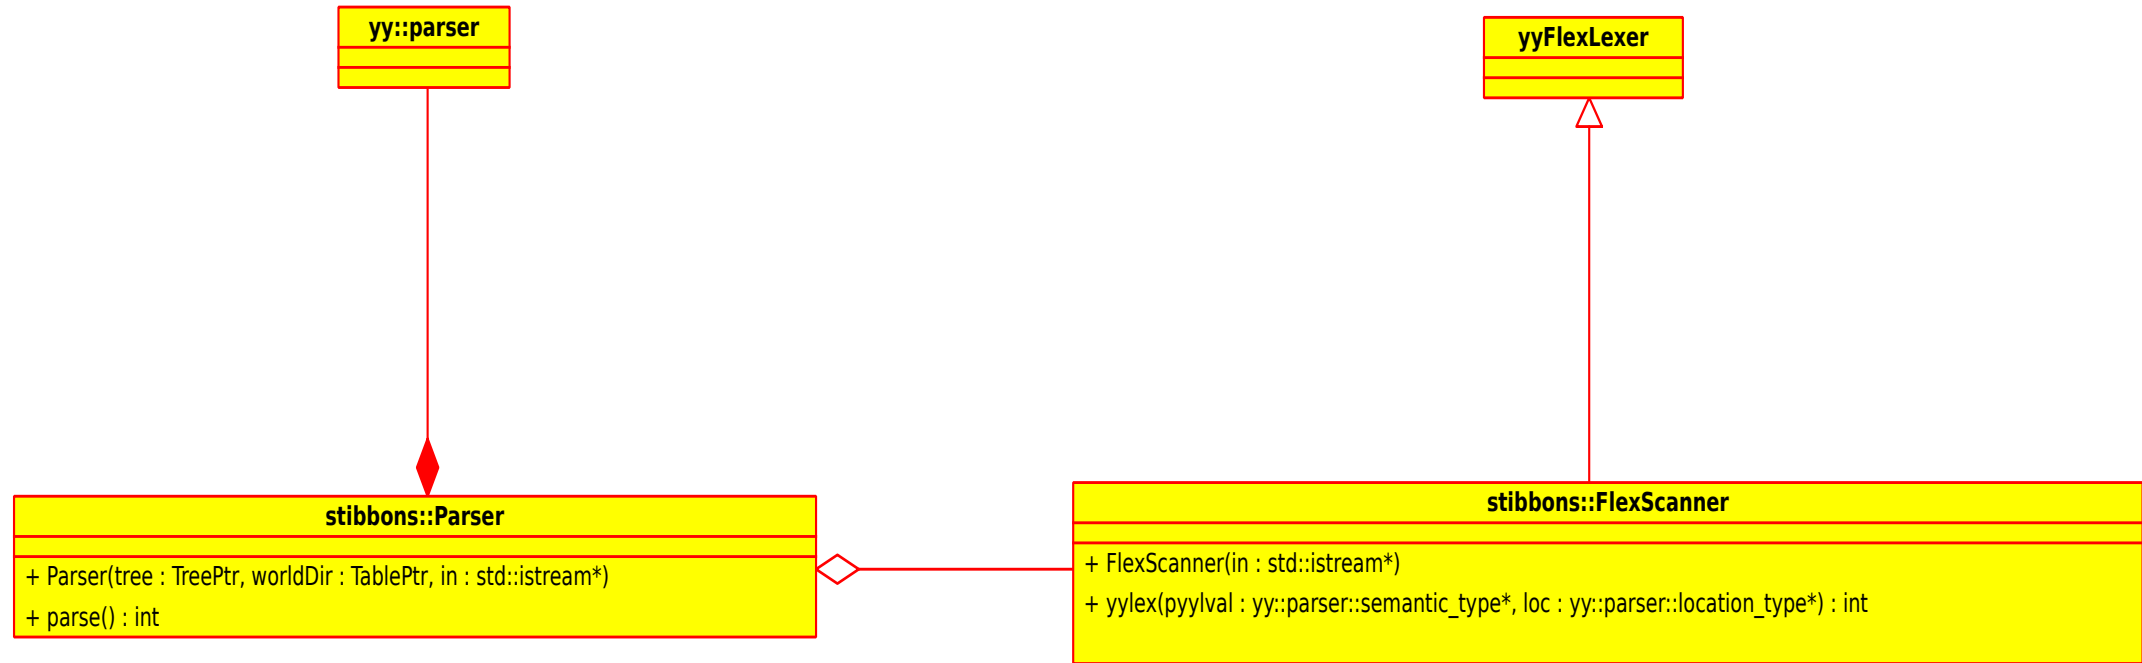 yy::parser
yyFlexLexer
stibbons::Parser
+ Parser(tree : TreePtr, worldDir : TablePtr, in : std::istream*)
+ parse() : int
stibbons::FlexScanner
+ FlexScanner(in : std::istream*)
+ yylex(pyylval : yy::parser::semantic_type*, loc : yy::parser::location_type*) : int